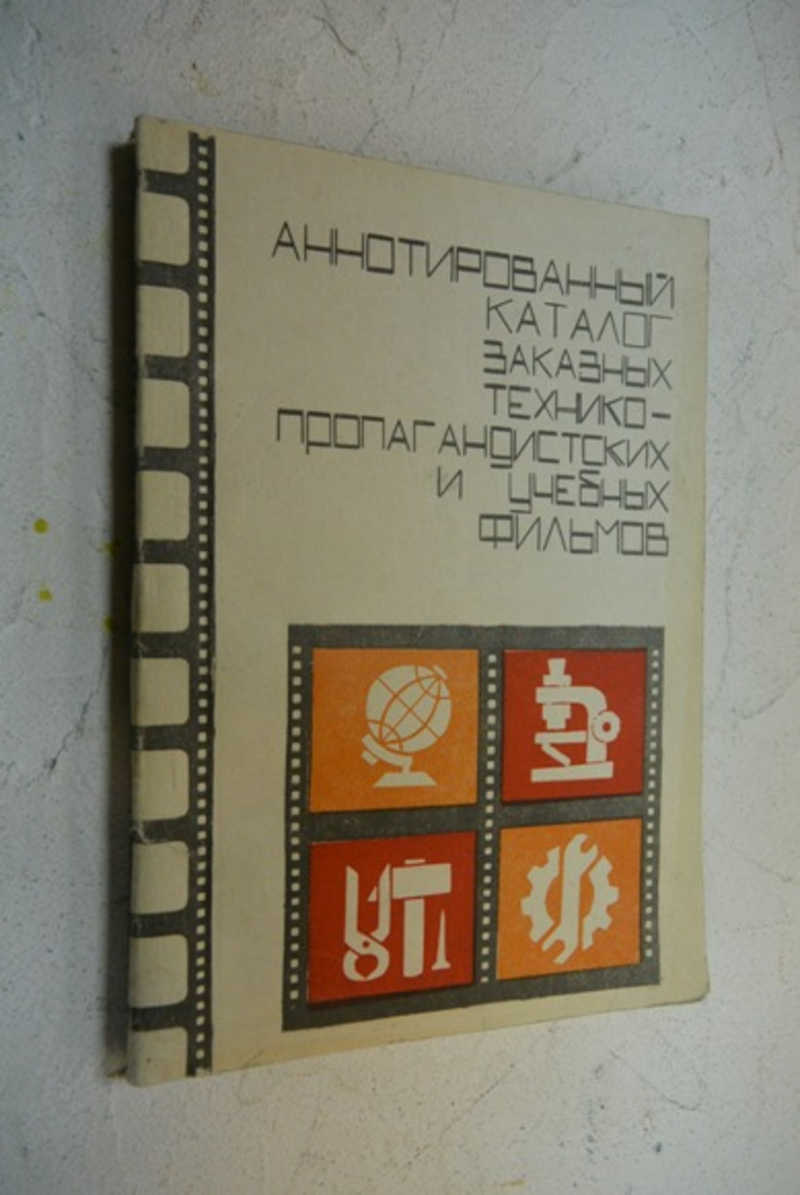 АННОТИРОВАННЫЙ
КАТАЛОГ
ЗАКАЗНЫХ
ТЕХНИКО-
ПРОПАГАНДИСТСКИХ
И УЧЕБНЫХ
ФИЛЬМОВ